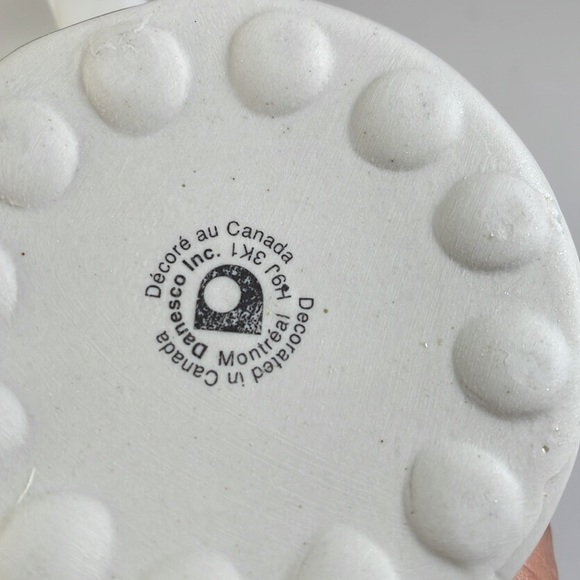 Décoré au Canada
Decorated in Canada
Danesco Inc.
Montréal H9J 3K1